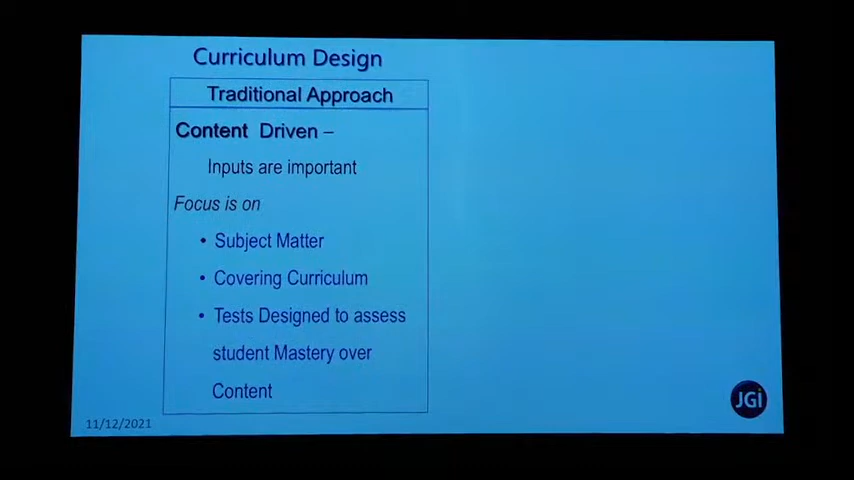 Curriculum Design
Traditional Approach
Content Driven –
Inputs are important
Focus is on
• Subject Matter
• Covering Curriculum
• Tests Designed to assess
student Mastery over
Content
JGi
11/12/2021